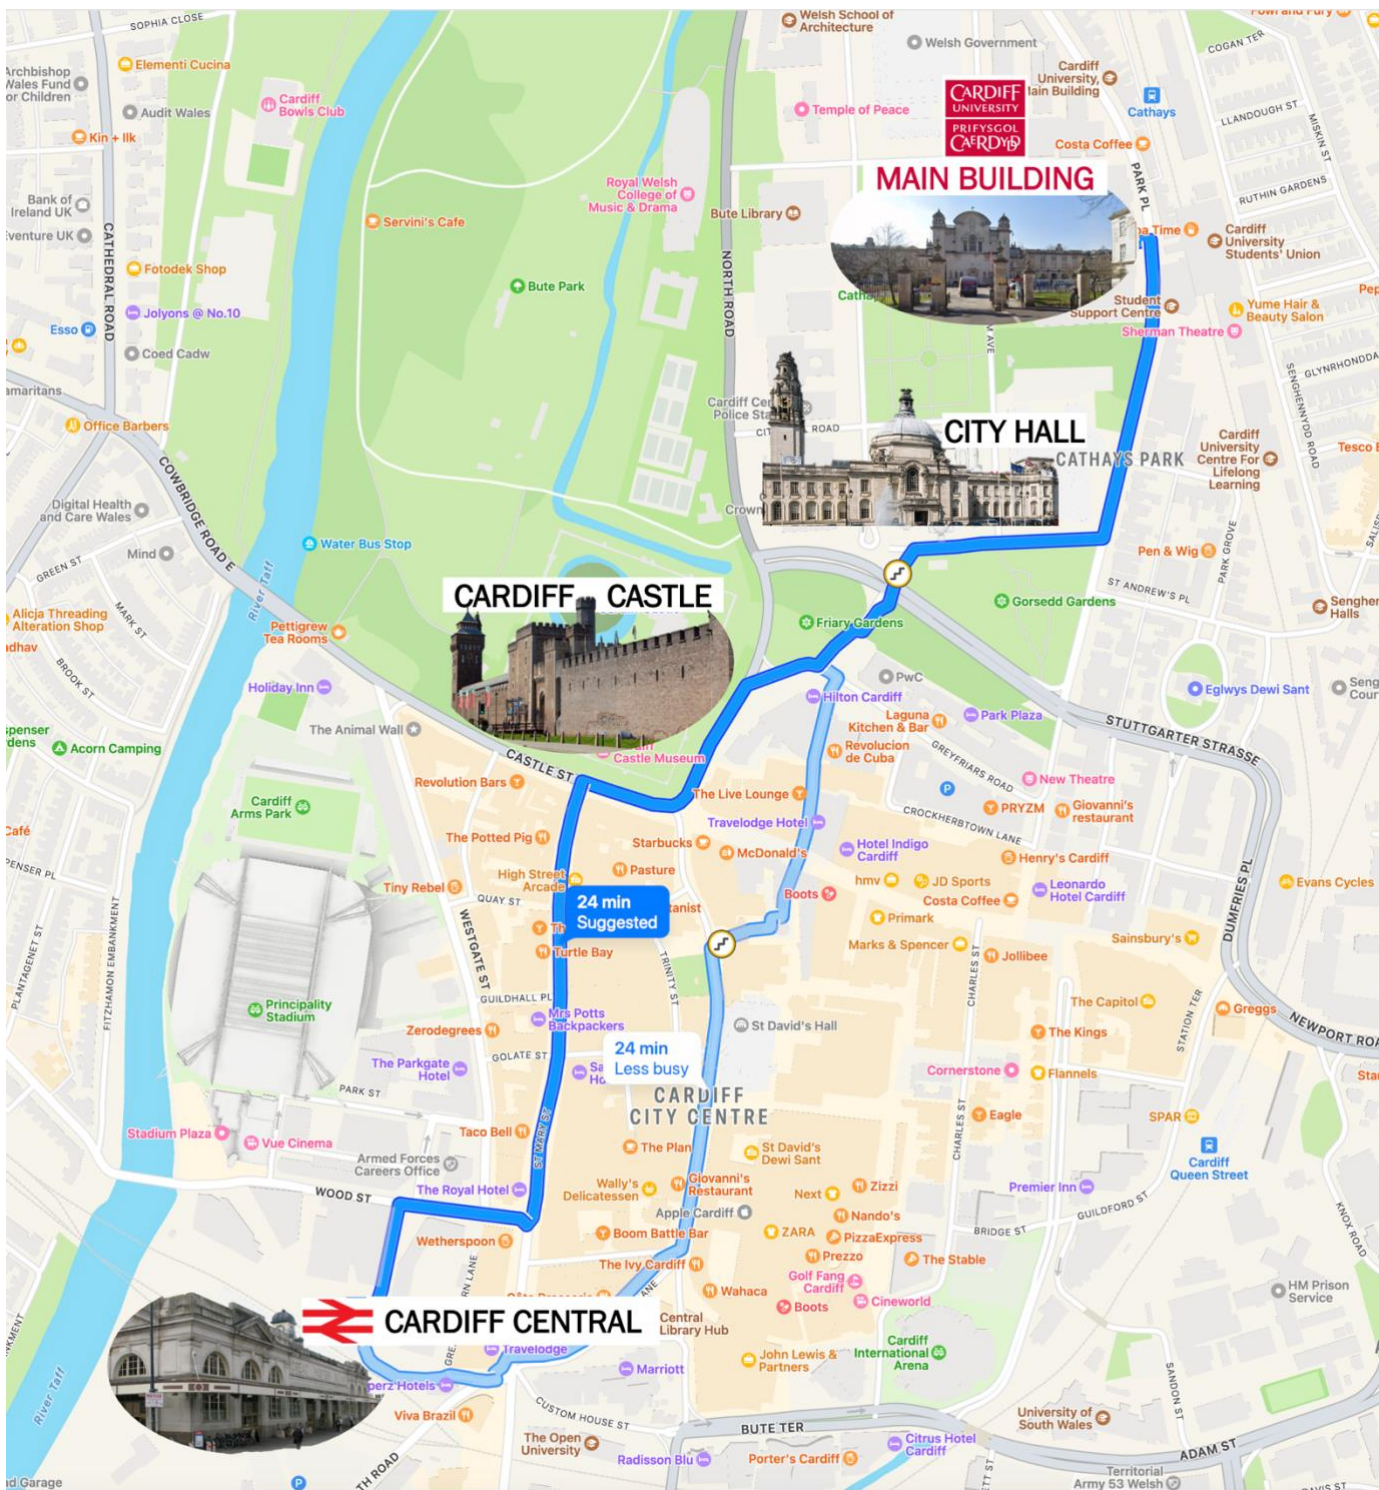 SOPHIA CLOSE
Welsh School of
Architecture
Welsh Government
COGAN TER
Elementi Cucina
Archbishop
Wales Fund
or Children
Cardiff
Bowls Club
Audit Wales
Kin + Ilk
Temple of Peace
CARDIFF
UNIVERSITY
PRIFYSGOL
CAERDYDD
Cardiff
University,
Main Building
Cathays
Costa Coffee
LLANDOUGH ST
MISKIN ST
MAIN BUILDING
PARK PL
RUTHIN GARDENS
Royal Welsh
College of
Music & Drama
Bute Library
Bank of
Ireland UK
Eventure UK
CATHEDRAL ROAD
Servini's Cafe
Cardiff
University
Students' Union
Fotodek Shop
NORTH ROAD
Bute Park
Jolyons @ No.10
Esso
Coed Cadw
Student
Support Centre
Sherman Theatre
Yume Hair &
Beauty Salon
SENGHENNYDD ROAD
GLYNRHONDDA
amaritans
Office Barbers
CITY HALL
CATHAYS PARK
Cardiff
University
Centre For
Lifelong
Learning
COWBRIDGE ROAD E
Digital Health
and Care Wales
Mind
GREEN ST
MARK ST
BROOK ST
Water Bus Stop
River Taff
Crown
Pen & Wig
PARK GROVE
ST ANDREW'S PL
Gorsedd Gardens
Friary Gardens
Alicja Threading
Alteration Shop
Pettigrew
Tea Rooms
CARDIFF CASTLE
Holiday Inn
The Animal Wall
Acorn Camping
CASTLE ST
Castle Museum
PwC
Hilton Cardiff
Laguna
Kitchen & Bar
Park Plaza
Eglwys Dewi Sant
Revolucion
de Cuba
GREYFRIARS ROAD
STUTTGARTER STRASSE
New Theatre
Cardiff
Arms Park
Revolution Bars
The Live Lounge
P
PRYZM
Giovanni's
restaurant
CROCKHERBTOWN LANE
Travelodge Hotel
The Potted Pig
Starbucks
McDonald's
Hotel Indigo
Cardiff
Henry's Cardiff
Tiny Rebel
High Street
Arcade
Pasture
Boots
hmv
JD Sports
Costa Coffee
Leonardo
Hotel Cardiff
Evans Cycles
DUMFRIES PL
QUAY ST
24 min
Suggested
Primark
Marks & Spencer
Jollibee
Sainsbury's
PLANTAGENET ST
FITZHAMON EMBANKMENT
WESTGATE ST
Turtle Bay
TRINITY ST
CHARLES ST
Principality
Stadium
GUILDHALL PL
Mrs Potts
Backpackers
Zerodegrees
St David's Hall
The Capitol
The Kings
Greggs
STATION TER
NEWPORT ROA
The Parkgate
Hotel
GOLATE ST
24 min
Less busy
CARDIFF
CITY CENTRE
Cornerstone
Flannels
PARK ST
Stadium Plaza
Vue Cinema
Taco Bell
ST MARY ST
The Plan
St David's
Dewi Sant
Eagle
CHARLES ST
SPAR
Cardiff
Queen Street
Armed Forces
Careers Office
The Royal Hotel
WOOD ST
Wally's
Delicatessen
Giovanni's
Restaurant
Apple Cardiff
Next
Zizzi
Premier Inn
GUILDFORD ST
BRIDGE ST
KNOX ROAD
Wetherspoon
Boom Battle Bar
ZARA
Nando's
PizzaExpress
Prezzo
The Stable
The Ivy Cardiff
Golf Fang
Cardiff
Wahaca
Boots
Cineworld
HM Prison
Service
CARDIFF CENTRAL
Central
Library Hub
Travelodge
Marriott
John Lewis &
Partners
Cardiff
International
Arena
SANDON ST
Viva Brazil
CUSTOM HOUSE ST
BUTE TER
University of
South Wales
The Open
University
Radisson Blu
Porter's Cardiff
Citrus Hotel
Cardiff
ADAM ST
Territorial
Army 53 Welsh
River Taff
P